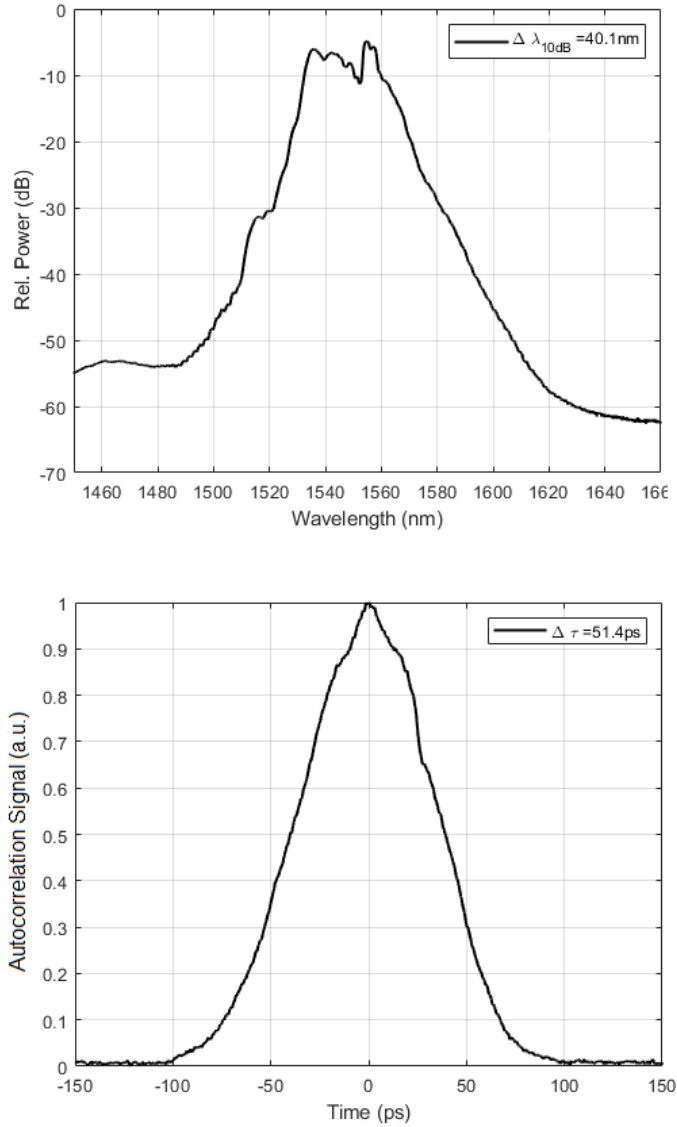 0
-10
-20
-30
-40
-50
-60
-70
Rel. Power (dB)
Δ λ10dB =40.1nm
1460 1480 1500 1520 1540 1560 1580 1600 1620 1640 166
Wavelength (nm)
1
0.9
0.8
0.7
0.6
0.5
0.4
0.3
0.2
0.1
0
Autocorrelation Signal (a.u.)
Δ τ =51.4ps
-150 -100 -50 0 50 100 150
Time (ps)